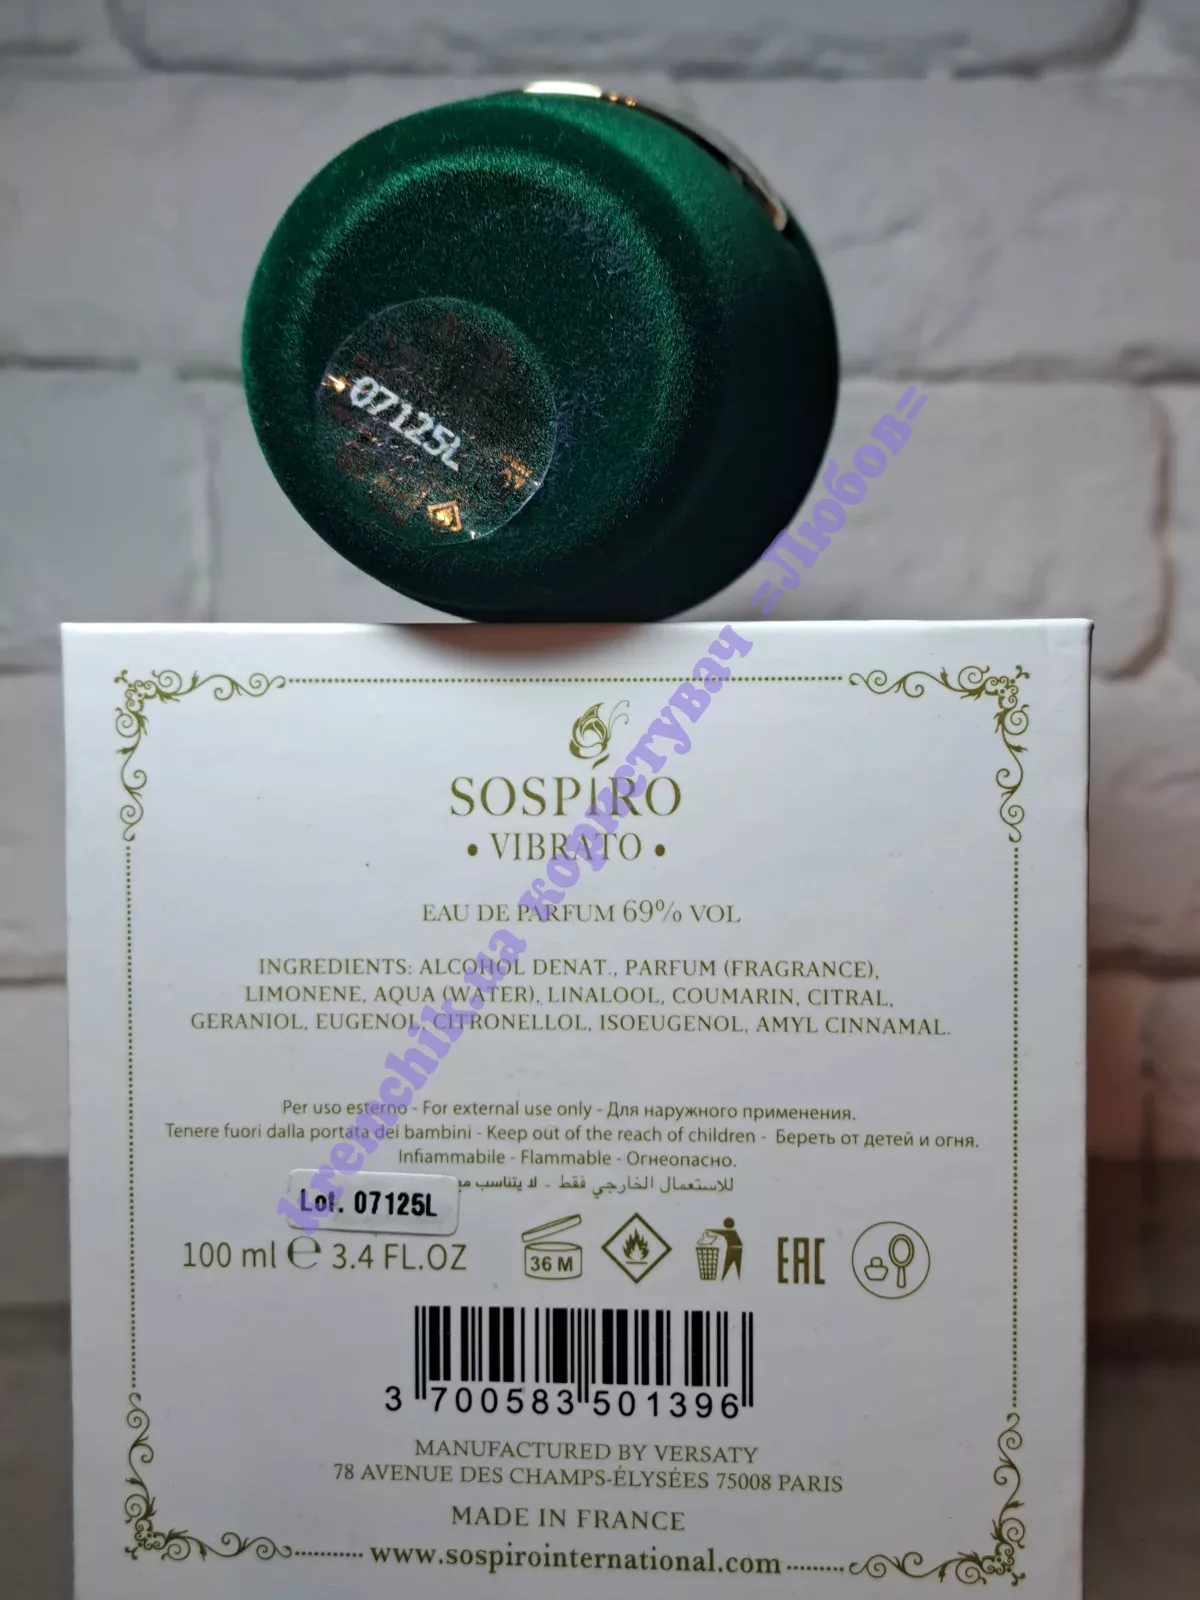 07125L
SOSPIRO
• VIBRATO •
EAU DE PARFUM 69% VOL
INGREDIENTS: ALCOHOL DENAT., PARFUM (FRAGRANCE),
LIMONENE, AQUA (WATER), LINALOOL, COUMARIN, CITRAL,
GERANIOL, EUGENOL, CITRONELLOL, ISOEUGENOL, AMYL CINNAMAL.
Per uso esterno - For external use only - Для наружного применения.
Tenere fuori dalla portata dei bambini - Keep out of the reach of children - Береть от детей и огня.
Infiammabile - Flammable - Огнеопасно.
للاستعمال الخارجي فقط - لا يتناسب
Lot. 07125L
100 ml ℮ 3.4 FL.OZ
36 M
EAC
3 700583 501396
MANUFACTURED BY VERSATY
78 AVENUE DES CHAMPS-ÉLYSÉES 75008 PARIS
MADE IN FRANCE
www.sospirointernational.com
kremchik.ua користувач =Любов=